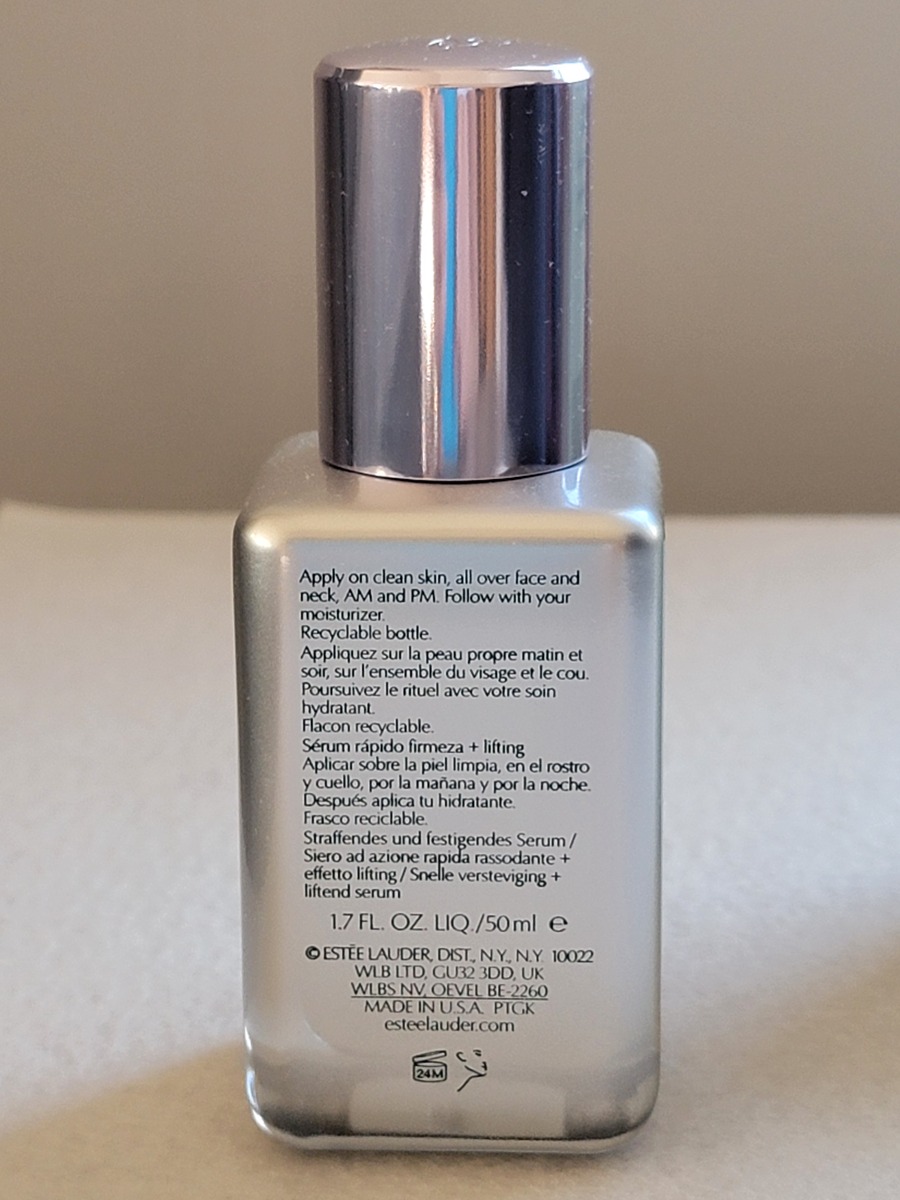 Apply on clean skin, all over face and
neck, AM and PM. Follow with your
moisturizer.
Recyclable bottle.
Appliquez sur la peau propre matin et
soir, sur l'ensemble du visage et le cou.
Poursuivez le rituel avec votre soin
hydratant.
Flacon recyclable.
Sérum rápido firmeza + lifting
Aplicar sobre la piel limpia, en el rostro
y cuello, por la mañana y por la noche.
Después aplica tu hidratante.
Frasco reciclable.
Straffendes und festigendes Serum /
Siero ad azione rapida rassodante +
effetto lifting / Snelle versteviging +
liftend serum
1.7 FL. OZ. LIQ./50 ml ℮
© ESTĒE LAUDER, DIST., N.Y., N.Y. 10022
WLB LTD, GU32 3DD, UK
WLBS NV, OEVEL BE-2260
MADE IN U.S.A. PTGK
esteelauder.com
24M